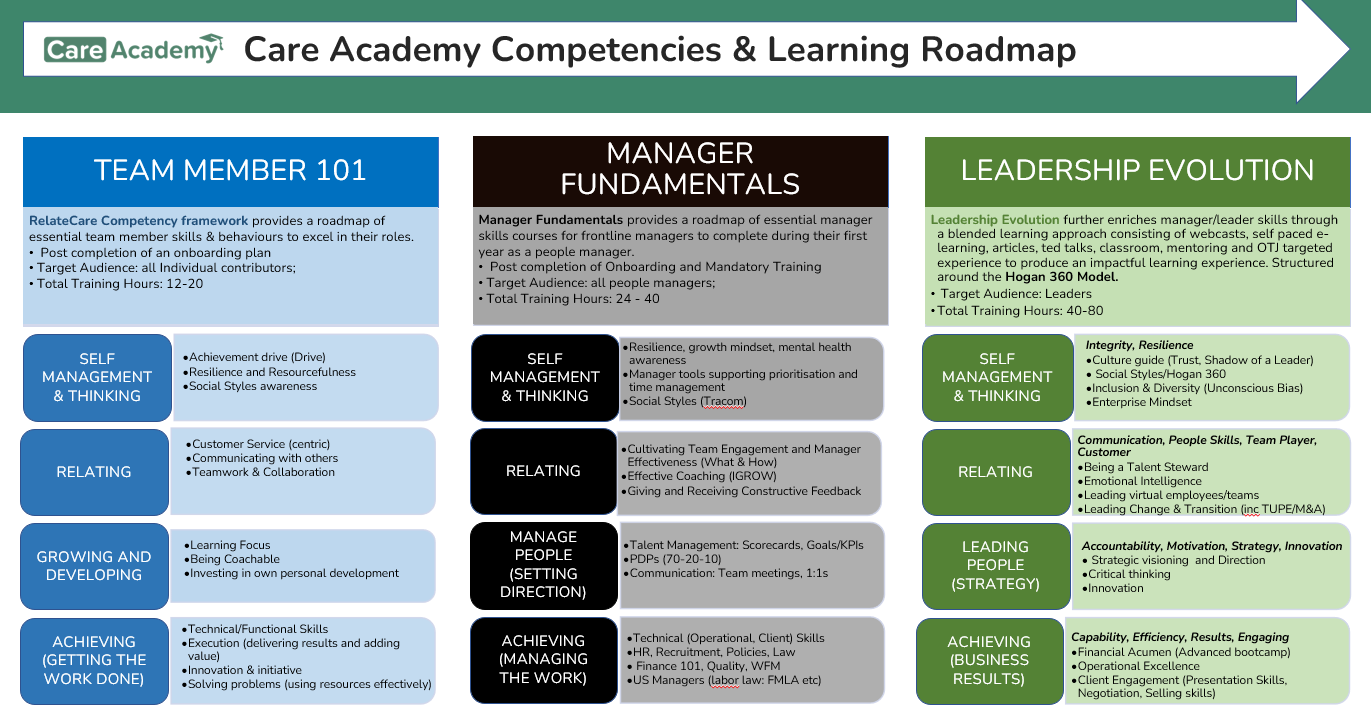 Care Academy Care Academy Competencies & Learning Roadmap
TEAM MEMBER 101
RelateCare Competency framework provides a roadmap of
essential team member skills & behaviours to excel in their roles.
• Post completion of an onboarding plan
• Target Audience: all Individual contributors;
• Total Training Hours: 12-20
SELF
MANAGEMENT
& THINKING
•Achievement drive (Drive)
•Resilience and Resourcefulness
•Social Styles awareness
RELATING
•Customer Service (centric)
•Communicating with others
•Teamwork & Collaboration
GROWING AND
DEVELOPING
•Learning Focus
•Being Coachable
•Investing in own personal development
ACHIEVING
(GETTING THE
WORK DONE)
•Technical/Functional Skills
•Execution (delivering results and adding
value)
•Innovation & initiative
•Solving problems (using resources effectively)
MANAGER
FUNDAMENTALS
Manager Fundamentals provides a roadmap of essential manager
skills courses for frontline managers to complete during their first
year as a people manager.
• Post completion of Onboarding and Mandatory Training
• Target Audience: all people managers;
• Total Training Hours: 24 - 40
SELF
MANAGEMENT
& THINKING
•Resilience, growth mindset, mental health
awareness
•Manager tools supporting prioritisation and
time management
•Social Styles (Tracom)
RELATING
•Cultivating Team Engagement and Manager
Effectiveness (What & How)
•Effective Coaching (IGROW)
•Giving and Receiving Constructive Feedback
MANAGE
PEOPLE
(SETTING
DIRECTION)
•Talent Management: Scorecards, Goals/KPIs
•PDPs (70-20-10)
•Communication: Team meetings, 1:1s
ACHIEVING
(MANAGING
THE WORK)
•Technical (Operational, Client) Skills
•HR, Recruitment, Policies, Law
• Finance 101, Quality, WFM
•US Managers (labor law: FMLA etc)
LEADERSHIP EVOLUTION
Leadership Evolution further enriches manager/leader skills through
a blended learning approach consisting of webcasts, self paced e-
learning, articles, ted talks, classroom, mentoring and OTJ targeted
experience to produce an impactful learning experience. Structured
around the Hogan 360 Model.
• Target Audience: Leaders
•Total Training Hours: 40-80
SELF
MANAGEMENT
& THINKING
Integrity, Resilience
•Culture guide (Trust, Shadow of a Leader)
• Social Styles/Hogan 360
•Inclusion & Diversity (Unconscious Bias)
•Enterprise Mindset
RELATING
Communication, People Skills, Team Player,
Customer
•Being a Talent Steward
•Emotional Intelligence
•Leading virtual employees/teams
•Leading Change & Transition (inc TUPE/M&A)
LEADING
PEOPLE
(STRATEGY)
Accountability, Motivation, Strategy, Innovation
• Strategic visioning and Direction
•Critical thinking
•Innovation
ACHIEVING
(BUSINESS
RESULTS)
Capability, Efficiency, Results, Engaging
•Financial Acumen (Advanced bootcamp)
•Operational Excellence
•Client Engagement (Presentation Skills,
Negotiation, Selling skills)